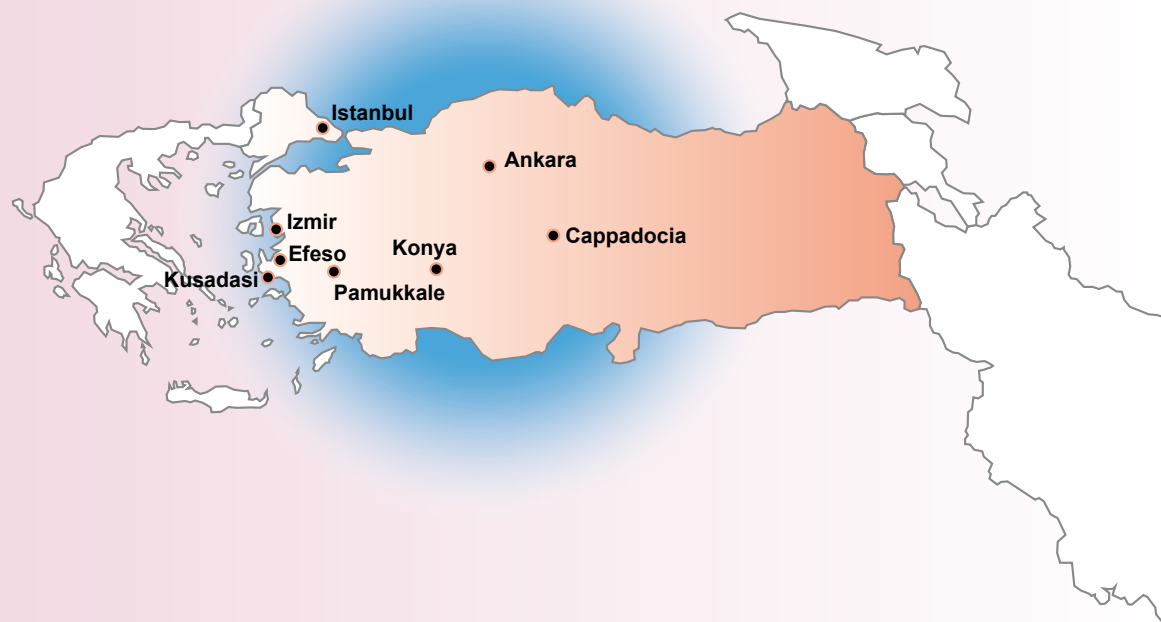 Istanbul
Ankara
Izmir
Cappadocia
Konya
Efeso
Kusadasi
Pamukkale